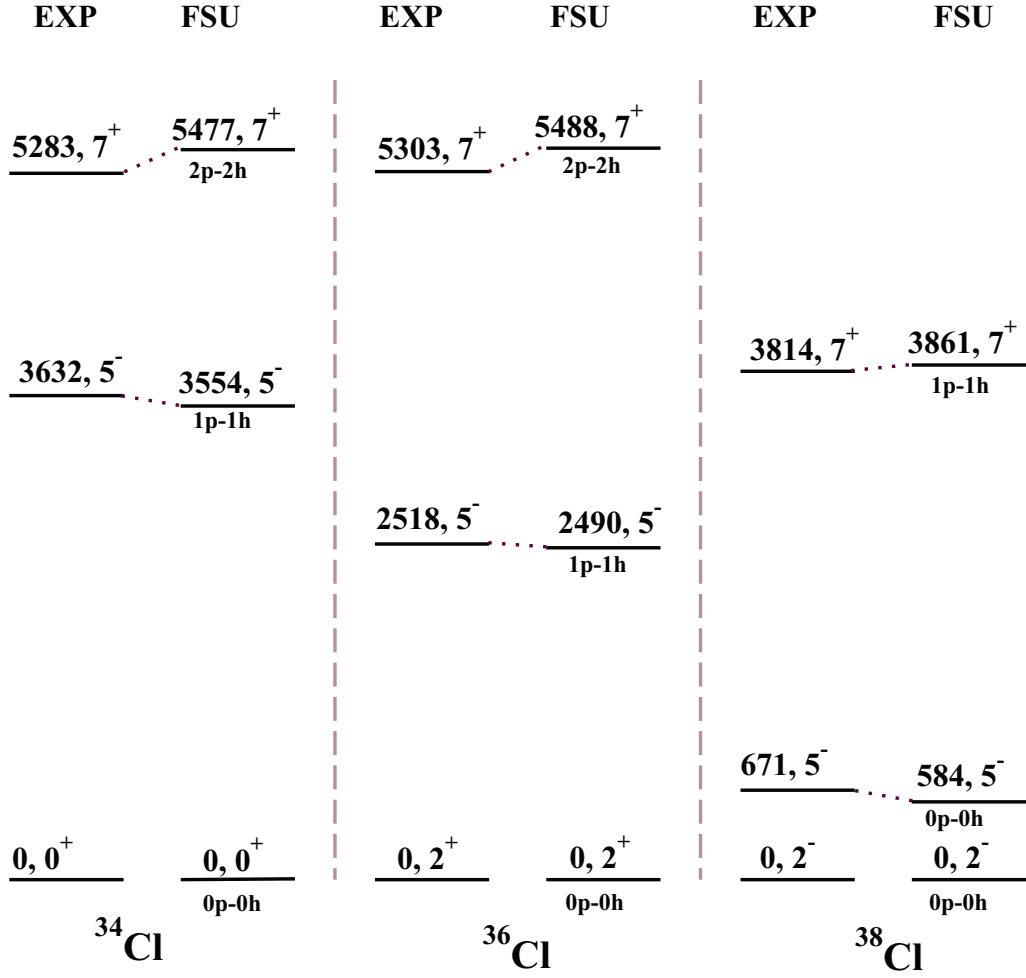 EXP FSU EXP FSU EXP FSU
5283, 7⁺ 5477, 7⁺ 5303, 7⁺ 5488, 7⁺
2p-2h 2p-2h
3814, 7⁺ 3861, 7⁺
3632, 5⁻ 3554, 5⁻ 1p-1h
1p-1h
2518, 5⁻ 2490, 5⁻
1p-1h
671, 5⁻ 584, 5⁻
0p-0h
0, 0⁺ 0, 0⁺ 0, 2⁺ 0, 2⁺ 0, 2⁻ 0, 2⁻
0p-0h 0p-0h 0p-0h
³⁴Cl ³⁶Cl ³⁸Cl